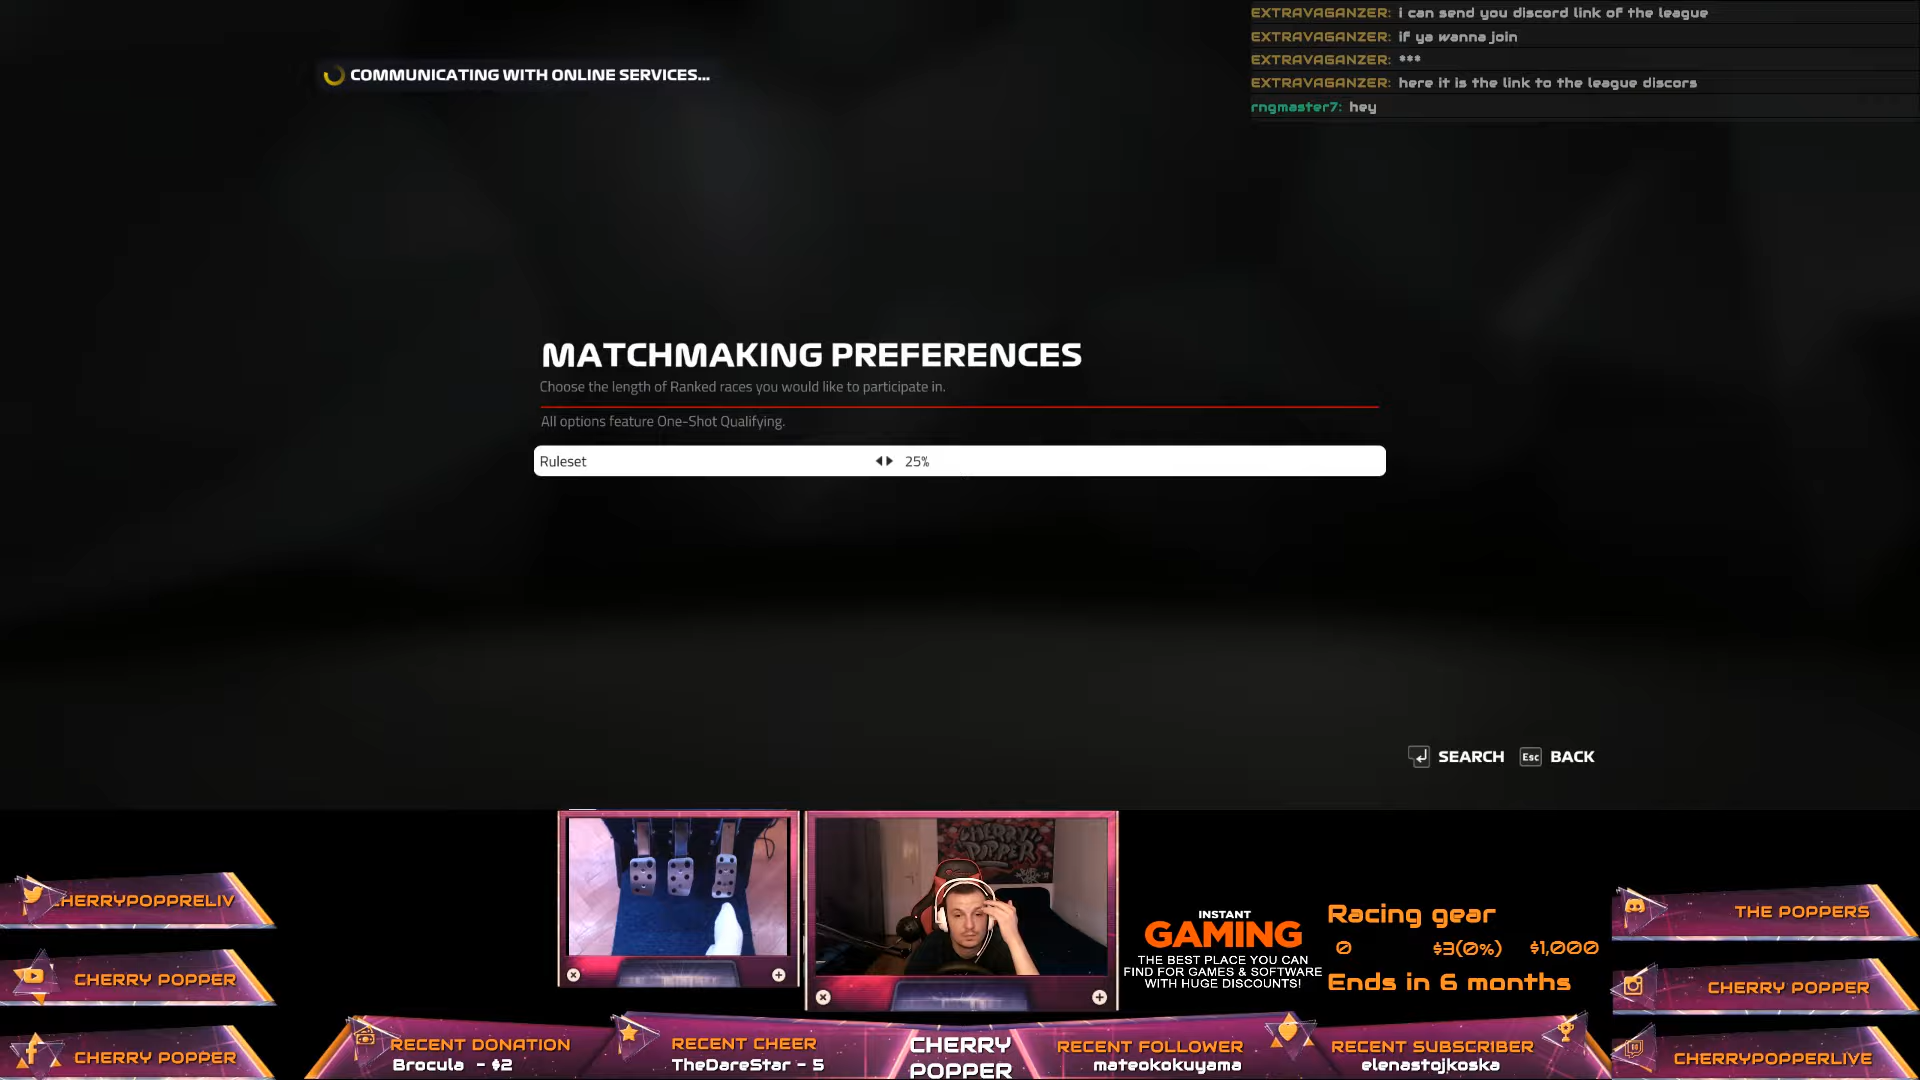 EXTRAVAGANZER: i can send you discord link of the league
EXTRAVAGANZER: if ya wanna join
EXTRAVAGANZER: ***
EXTRAVAGANZER: here it is the link to the league discors
rngmaster7: hey
COMMUNICATING WITH ONLINE SERVICES...
MATCHMAKING PREFERENCES
Choose the length of Ranked races you would like to participate in.
All options feature One-Shot Qualifying.
Ruleset 25%
SEARCH Esc BACK
CHERRY POPPER
HERRYPOPPRELIV
CHERRY POPPER
CHERRY POPPER
INSTANT
GAMING
THE BEST PLACE YOU CAN
FIND FOR GAMES & SOFTWARE
WITH HUGE DISCOUNTS!
Racing gear
0 $3(0%) $1,000
Ends in 6 months
THE POPPERS
CHERRY POPPER
CHERRYPOPPERLIVE
RECENT DONATION
Brocula - $2
RECENT CHEER
TheDareStar - 5
CHERRY
POPPER
RECENT FOLLOWER
mateokokuyama
RECENT SUBSCRIBER
elenastojkoska